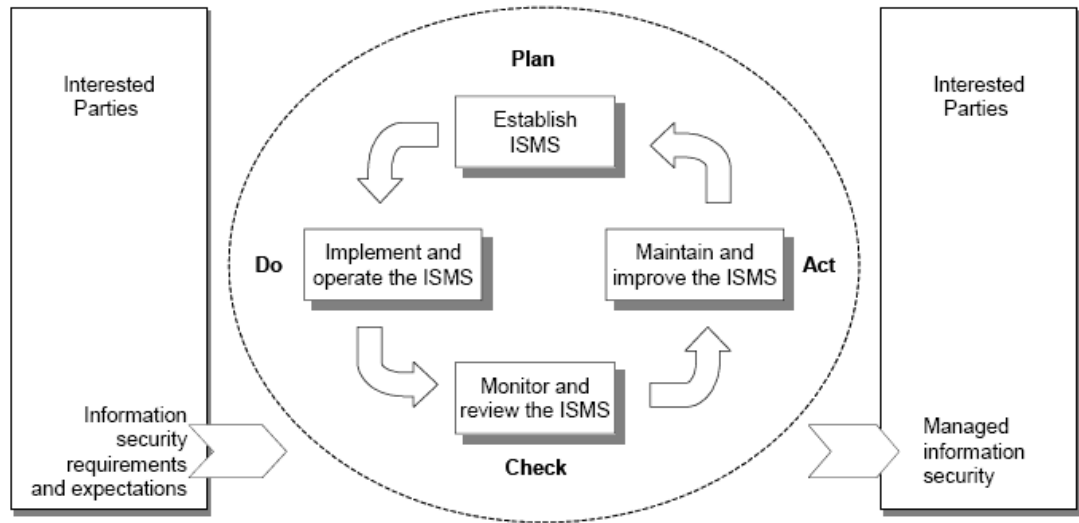 Interested
Parties
Information
security
requirements
and expectations
Plan
Establish
ISMS
Do
Implement and
operate the ISMS
Maintain and
improve the ISMS
Act
Monitor and
review the ISMS
Check
Interested
Parties
Managed
information
security